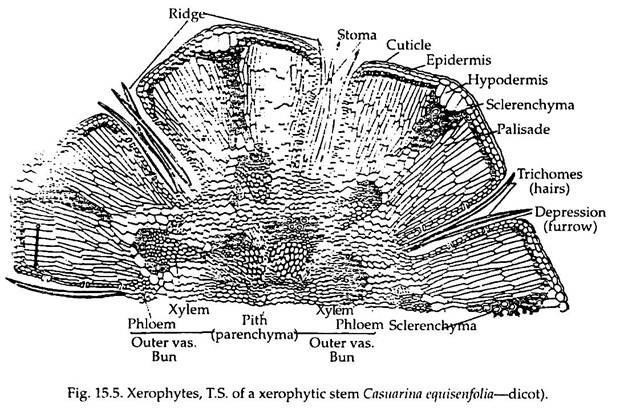 Ridge
Stoma
Cuticle
Epidermis
Hypodermis
Sclerenchyma
Palisade
Trichomes
(hairs)
Depression
(furrow)
Xylem
Phloem
Outer vas.
Bun
Pith
(parenchyma)
Xylem
Phloem
Outer vas.
Bun
Sclerenchyma
Fig. 15.5. Xerophytes, T.S. of a xerophytic stem Casuarina equisenfolia—dicot).